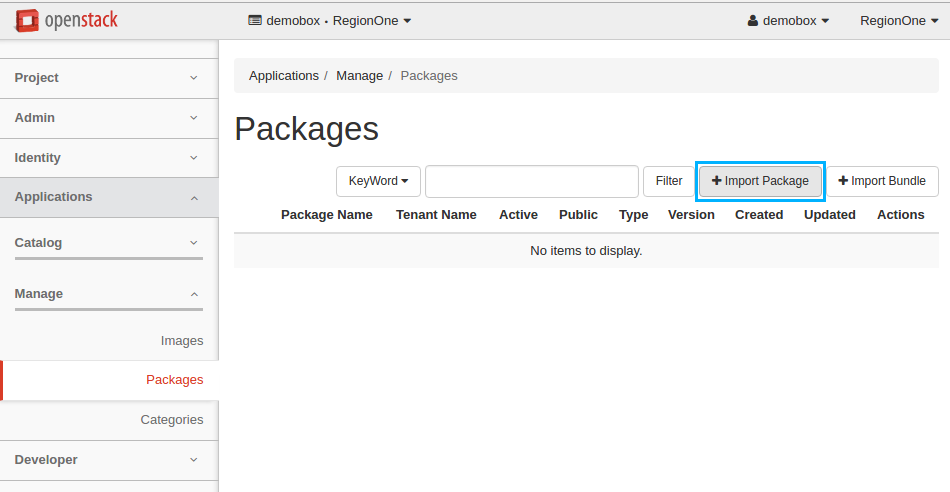 openstack
demobox • RegionOne
demobox
RegionOne
Project
Admin
Identity
Applications
Catalog
Manage
Images
Packages
Categories
Developer
Applications / Manage / Packages
Packages
KeyWord
Filter
+ Import Package
+ Import Bundle
Package Name Tenant Name Active Public Type Version Created Updated Actions
No items to display.